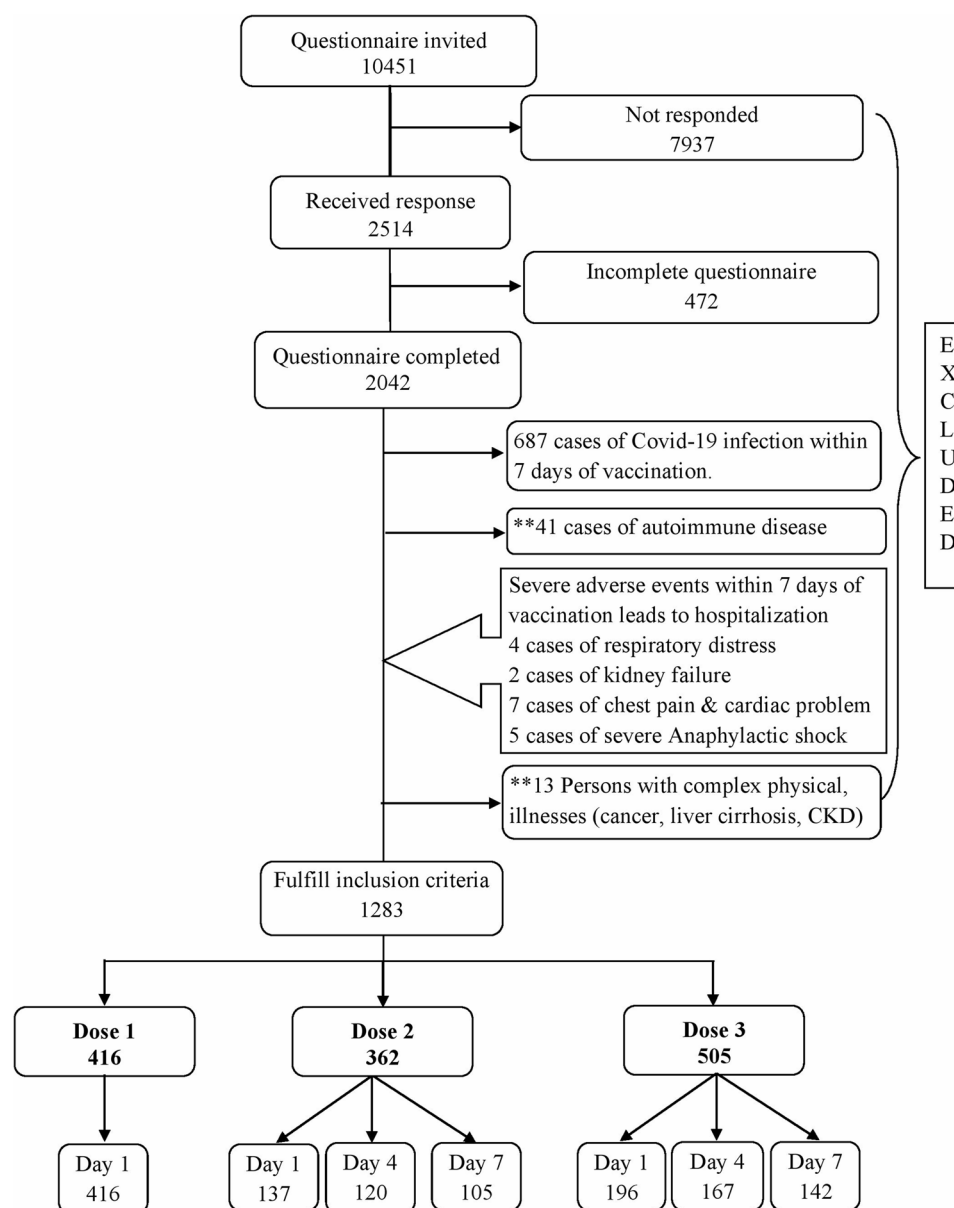 Questionnaire invited
10451
Not responded
7937
Received response
2514
Incomplete questionnaire
472
Questionnaire completed
2042
687 cases of Covid-19 infection within
7 days of vaccination.
**41 cases of autoimmune disease
Severe adverse events within 7 days of
vaccination leads to hospitalization
4 cases of respiratory distress
2 cases of kidney failure
7 cases of chest pain & cardiac problem
5 cases of severe Anaphylactic shock
**13 Persons with complex physical,
illnesses (cancer, liver cirrhosis, CKD)
E
X
C
L
U
D
E
D
Fulfill inclusion criteria
1283
Dose 1
416
Dose 2
362
Dose 3
505
Day 1
416
Day 1
137
Day 4
120
Day 7
105
Day 1
196
Day 4
167
Day 7
142